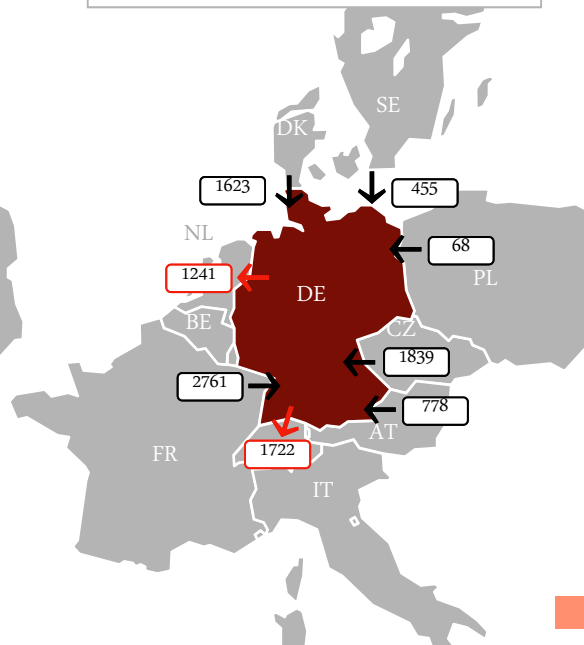 SE
DK
1623
455
NL
68
1241
PL
DE
BE
CZ
1839
2761
778
AT
1722
FR
IT